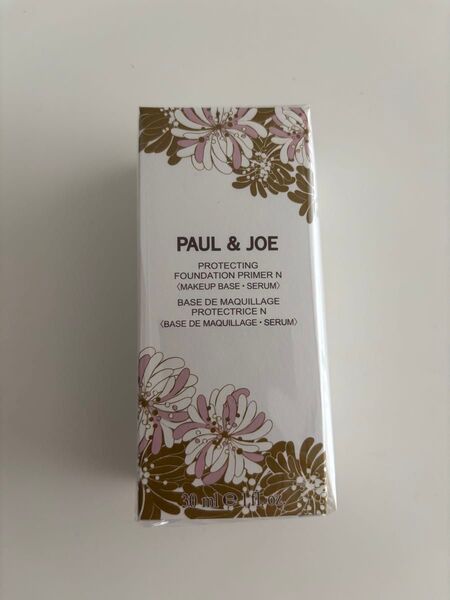 PAUL & JOE
PROTECTING
FOUNDATION PRIMER N
〈MAKEUP BASE・SERUM〉
BASE DE MAQUILLAGE
PROTECTRICE N
〈BASE DE MAQUILLAGE・SERUM〉
30 ml ℮ 1 fl. oz.